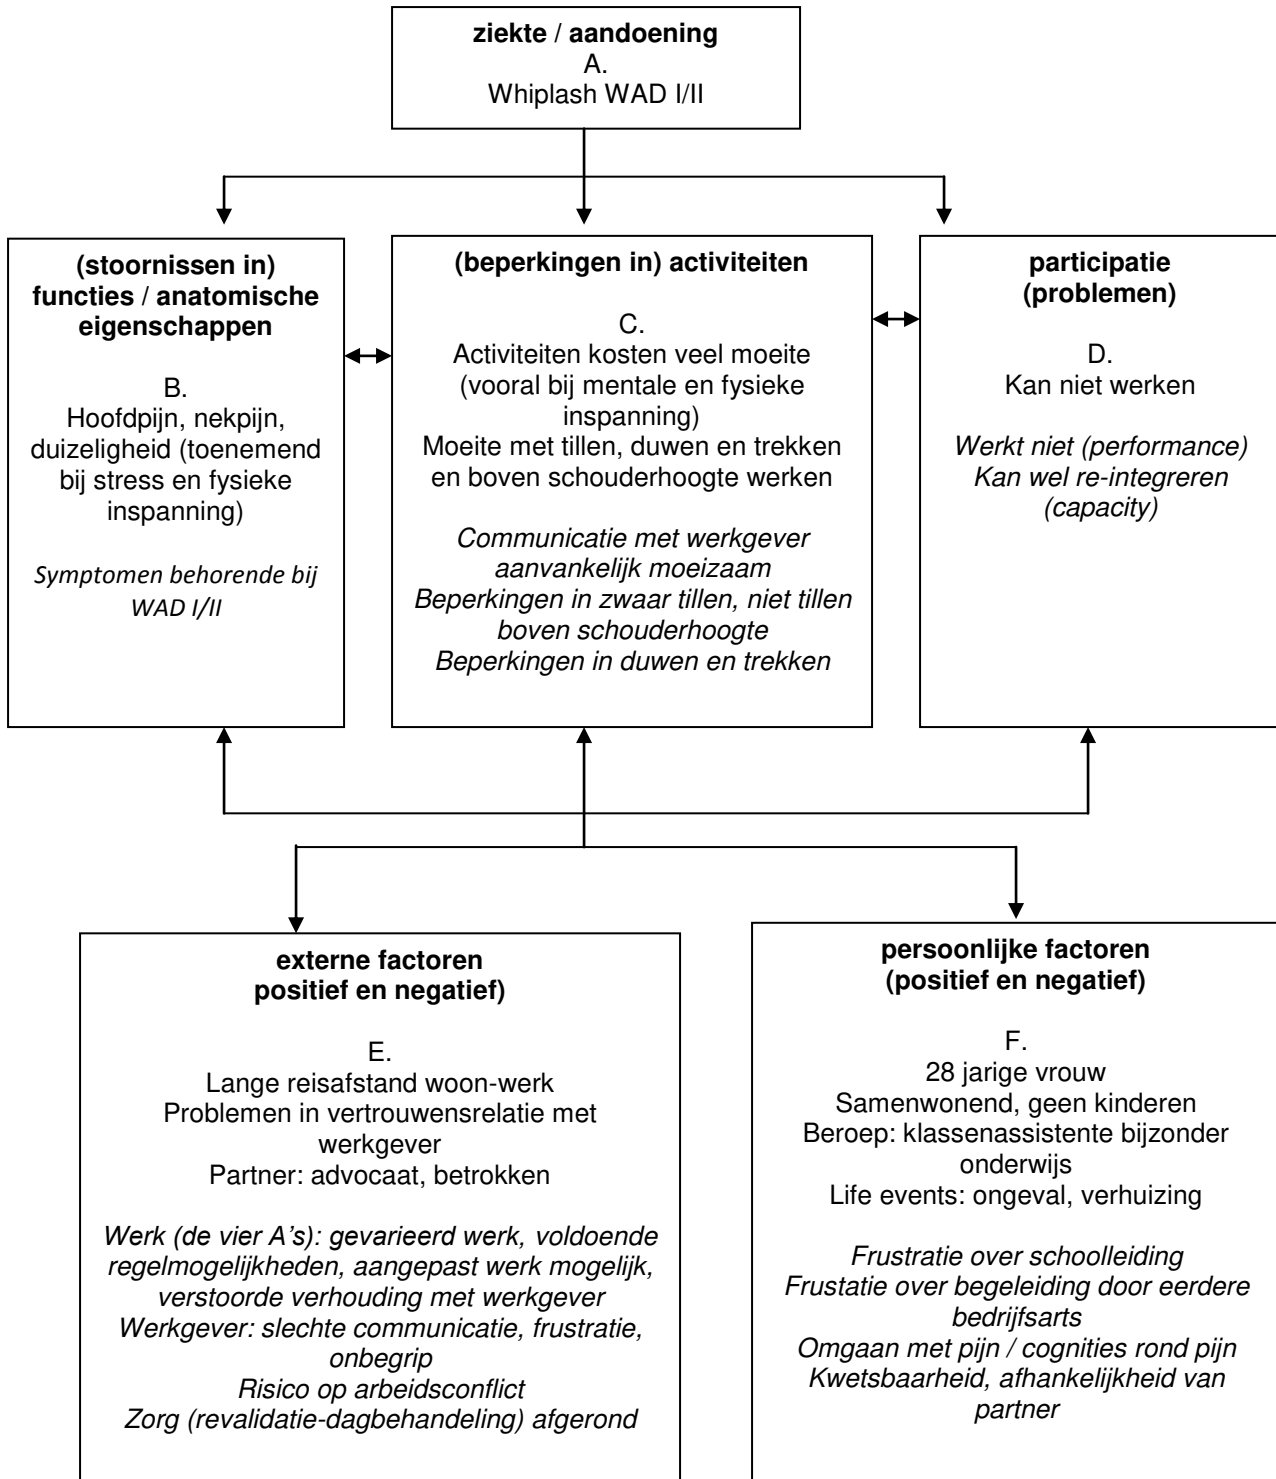 ziekte / aandoening
A.
Whiplash WAD I/II
(stoornissen in)
functies / anatomische
eigenschappen
B.
Hoofdpijn, nekpijn,
duizeligheid (toenemend
bij stress en fysieke
inspanning)
Symptomen behorende bij
WAD I/II
(beperkingen in) activiteiten
C.
Activiteiten kosten veel moeite
(vooral bij mentale en fysieke
inspanning)
Moeite met tillen, duwen en trekken
en boven schouderhoogte werken
Communicatie met werkgever
aanvankelijk moeizaam
Beperkingen in zwaar tillen, niet tillen
boven schouderhoogte
Beperkingen in duwen en trekken
participatie
(problemen)
D.
Kan niet werken
Werkt niet (performance)
Kan wel re-integreren
(capacity)
externe factoren
positief en negatief)
E.
Lange reisafstand woon-werk
Problemen in vertrouwensrelatie met
werkgever
Partner: advocaat, betrokken
Werk (de vier A's): gevarieerd werk, voldoende
regelmogelijkheden, aangepast werk mogelijk,
verstoorde verhouding met werkgever
Werkgever: slechte communicatie, frustratie,
onbegrip
Risico op arbeidsconflict
Zorg (revalidatie-dagbehandeling) afgerond
persoonlijke factoren
(positief en negatief)
F.
28 jarige vrouw
Samenwonend, geen kinderen
Beroep: klassenassistente bijzonder
onderwijs
Life events: ongeval, verhuizing
Frustratie over schoolleiding
Frustatie over begeleiding door eerdere
bedrijfsarts
Omgaan met pijn / cognities rond pijn
Kwetsbaarheid, afhankelijkheid van
partner